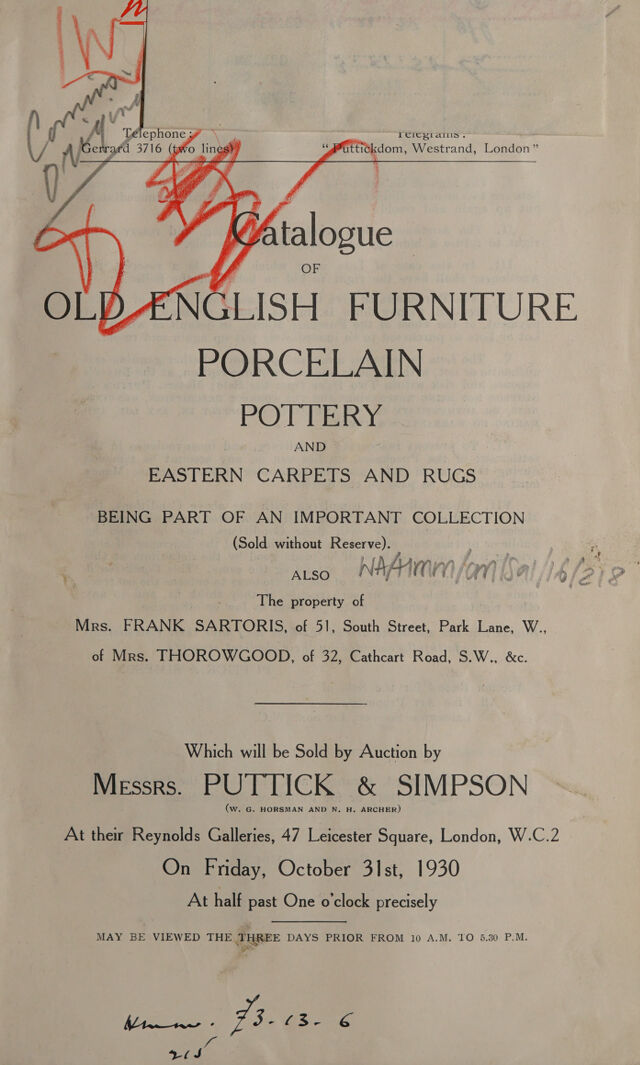 Commis.
Telephone:
Telegrams:
Gerrard 3716 (two lines)
"Puttickdom, Westrand, London"
Catalogue
OF
OLD ENGLISH FURNITURE
PORCELAIN
POTTERY
AND
EASTERN CARPETS AND RUGS
BEING PART OF AN IMPORTANT COLLECTION
(Sold without Reserve).
ALSO
The property of
Mrs. FRANK SARTORIS, of 51, South Street, Park Lane, W.,
of Mrs. THOROWGOOD, of 32, Cathcart Road, S.W., &c.
Which will be Sold by Auction by
Messrs. PUTTICK & SIMPSON
(W. G. HORSMAN AND N. H. ARCHER)
At their Reynolds Galleries, 47 Leicester Square, London, W.C.2
On Friday, October 31st, 1930
At half past One o'clock precisely
MAY BE VIEWED THE THREE DAYS PRIOR FROM 10 A.M. TO 5.30 P.M.
73-13-6
215